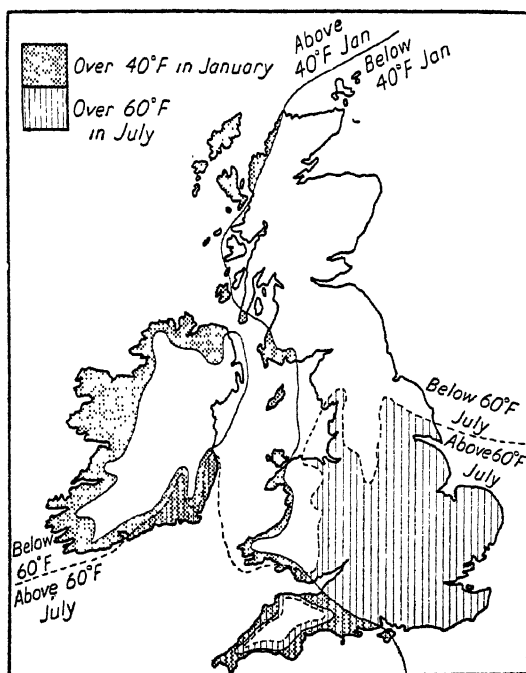 Over 40°F in January
Over 60°F
in July
Above
40°F Jan
Below
40°F Jan
Below 60°F
July
Above 60°F
July
Below
60°F
Above 60°F
July